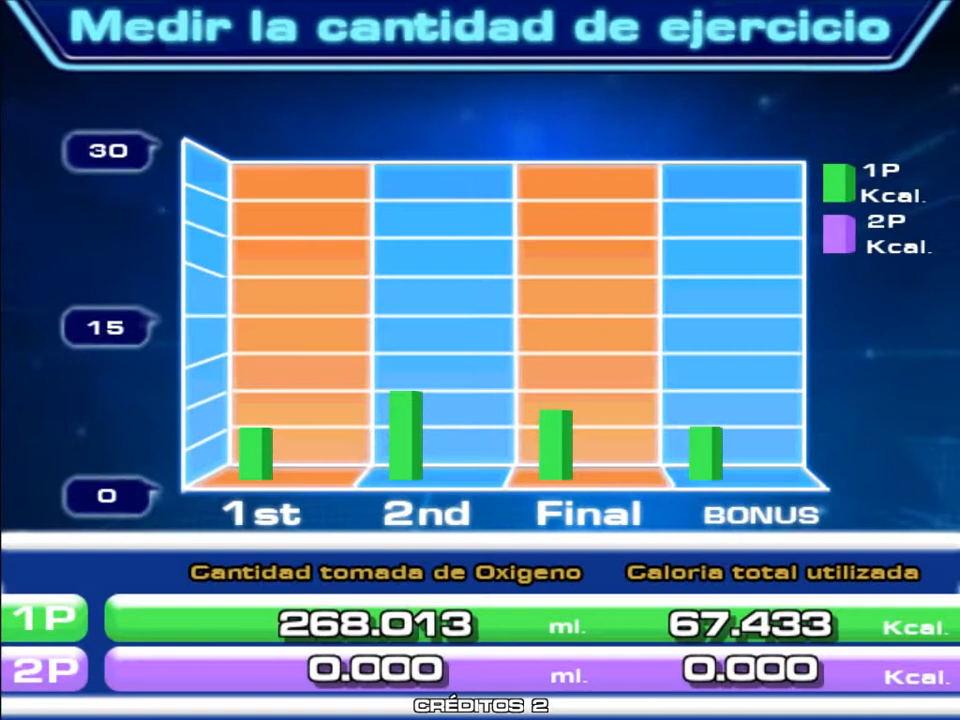 Medir la cantidad de ejercicio
30
1P
Kcal.
2P
Kcal.
15
0
1st 2nd Final BONUS
Cantidad tomada de Oxigeno Caloria total utilizada
1P 268.013 ml. 67.433 Kcal.
2P 0.000 ml. 0.000 Kcal.
CRÉDITOS 2